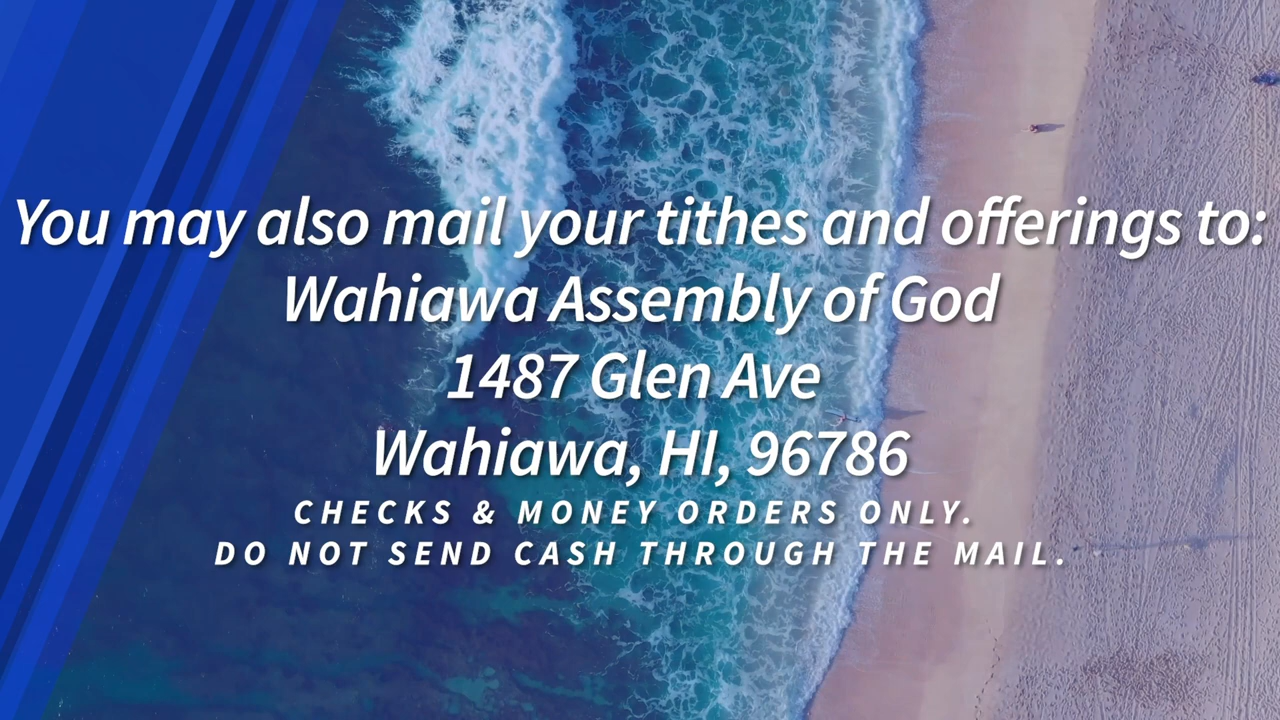 You may also mail your tithes and offerings to:
Wahiawa Assembly of God
1487 Glen Ave
Wahiawa, HI, 96786
CHECKS & MONEY ORDERS ONLY.
DO NOT SEND CASH THROUGH THE MAIL.